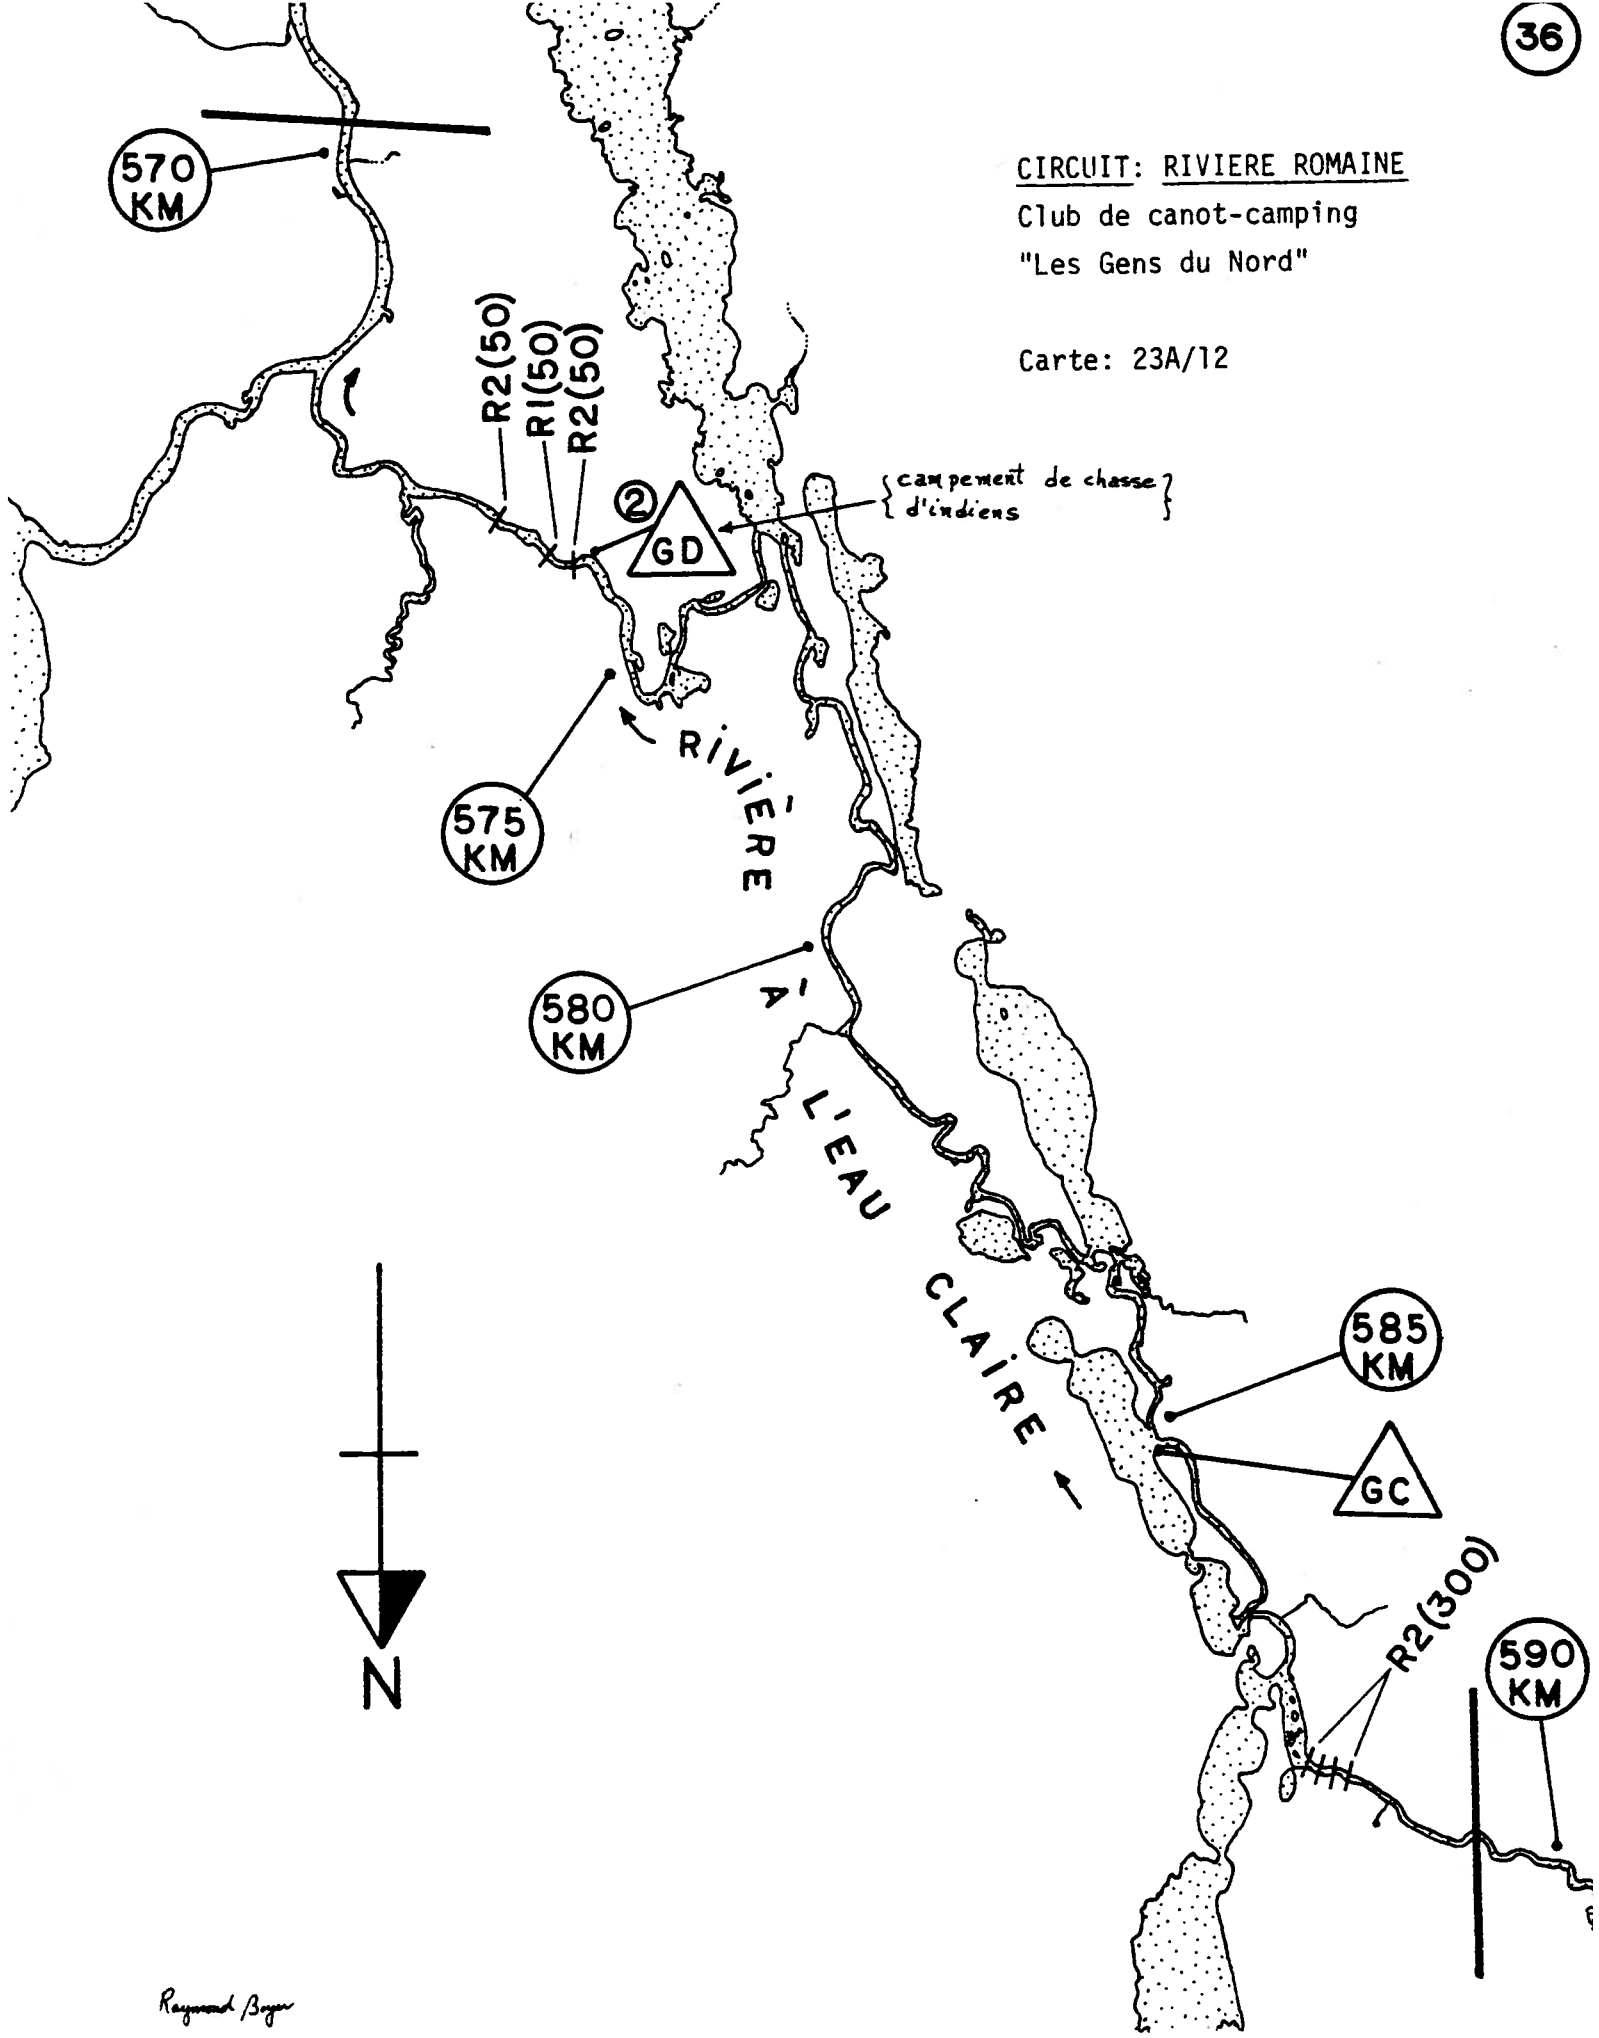 36
CIRCUIT: RIVIERE ROMAINE
Club de canot-camping
"Les Gens du Nord"
Carte: 23A/12
570
KM
R2(50)
R1(50)
R2(50)
2
GD
campement de chasse
d'indiens
575
KM
RIVIÈRE
À
L'EAU
CLAIRE
580
KM
585
KM
GC
R2(300)
590
KM
N
Raymond Boyer